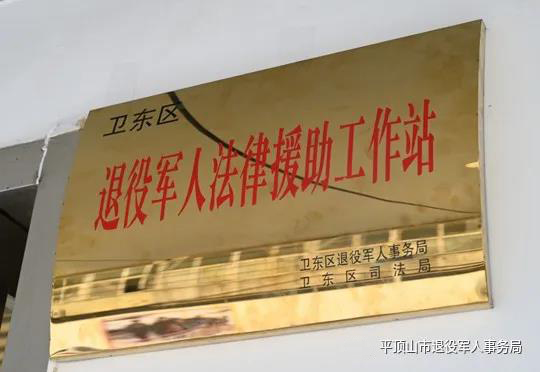 卫东区
退役军人法律援助工作站
卫东区退役军人事务局
卫东区司法局
平顶山市退役军人事务局